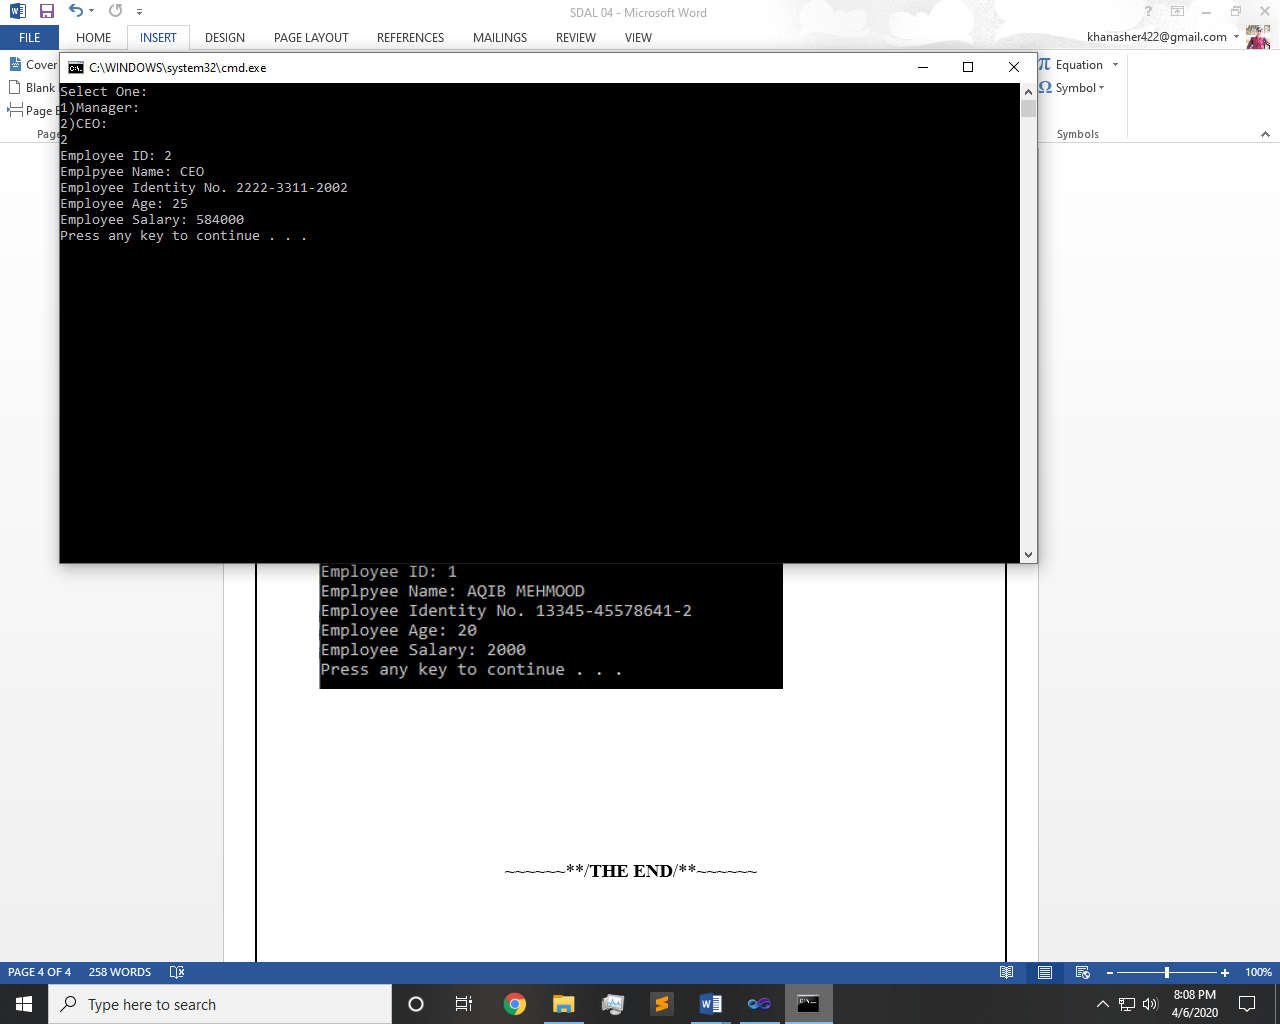 SDAL 04 - Microsoft Word
FILE HOME INSERT DESIGN PAGE LAYOUT REFERENCES MAILINGS REVIEW VIEW khanasher422@gmail.com
Cover
Blank
Page
Page
C:\WINDOWS\system32\cmd.exe
π Equation
Ω Symbol
Symbols
Select One:
1)Manager:
2)CEO:
2
Employee ID: 2
Emplpyee Name: CEO
Employee Identity No. 2222-3311-2002
Employee Age: 25
Employee Salary: 584000
Press any key to continue . . .
Employee ID: 1
Emplpyee Name: AQIB MEHMOOD
Employee Identity No. 13345-45578641-2
Employee Age: 20
Employee Salary: 2000
Press any key to continue . . .
~~~~~~**/THE END/**~~~~~~
PAGE 4 OF 4 258 WORDS 100%
Type here to search
8:08 PM
4/6/2020